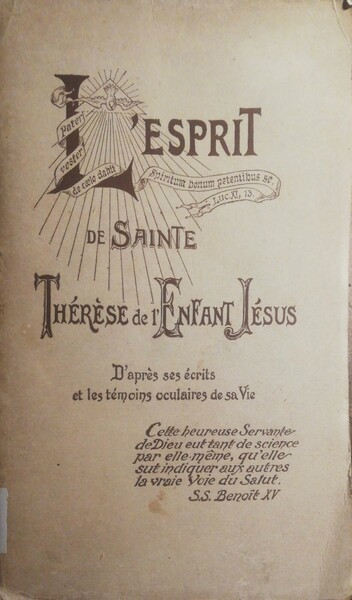 L'ESPRIT
Pater
vester
de cælo dabit
Spiritum bonum petentibus se.
Luc. XI, 13.
DE SAINTE
THÉRÈSE de l'ENFANT JÉSUS
D'après ses écrits
et les témoins oculaires de sa Vie
Cette heureuse Servante
de Dieu eut tant de science
par elle-même, qu'elle
sut indiquer aux autres
la vraie Voie du Salut.
S.S. Benoît XV